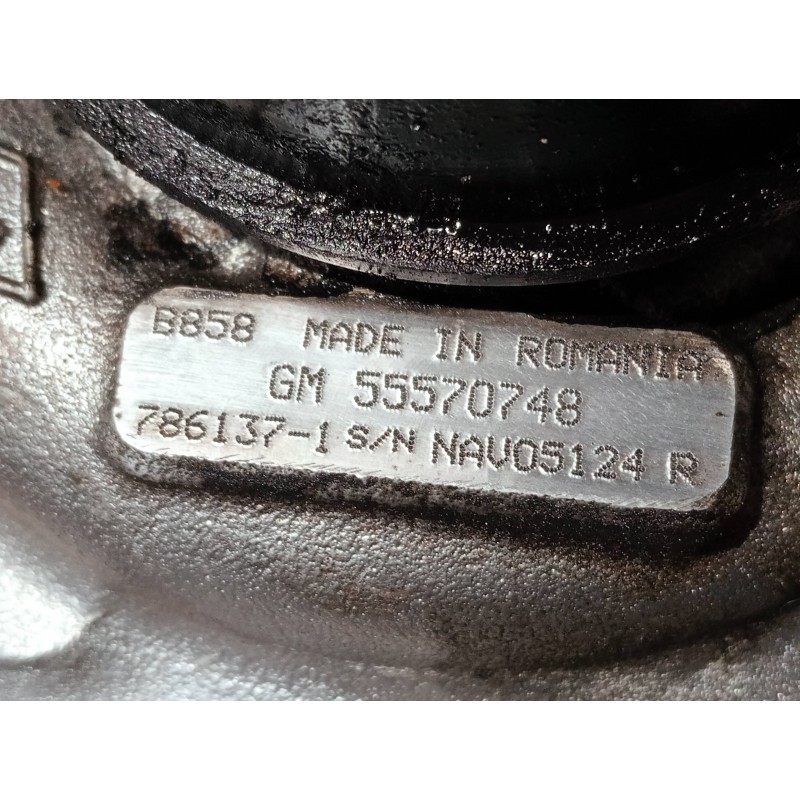 B858 MADE IN ROMANIA
GM 55570748
786137-1 S/N NAV05124 R